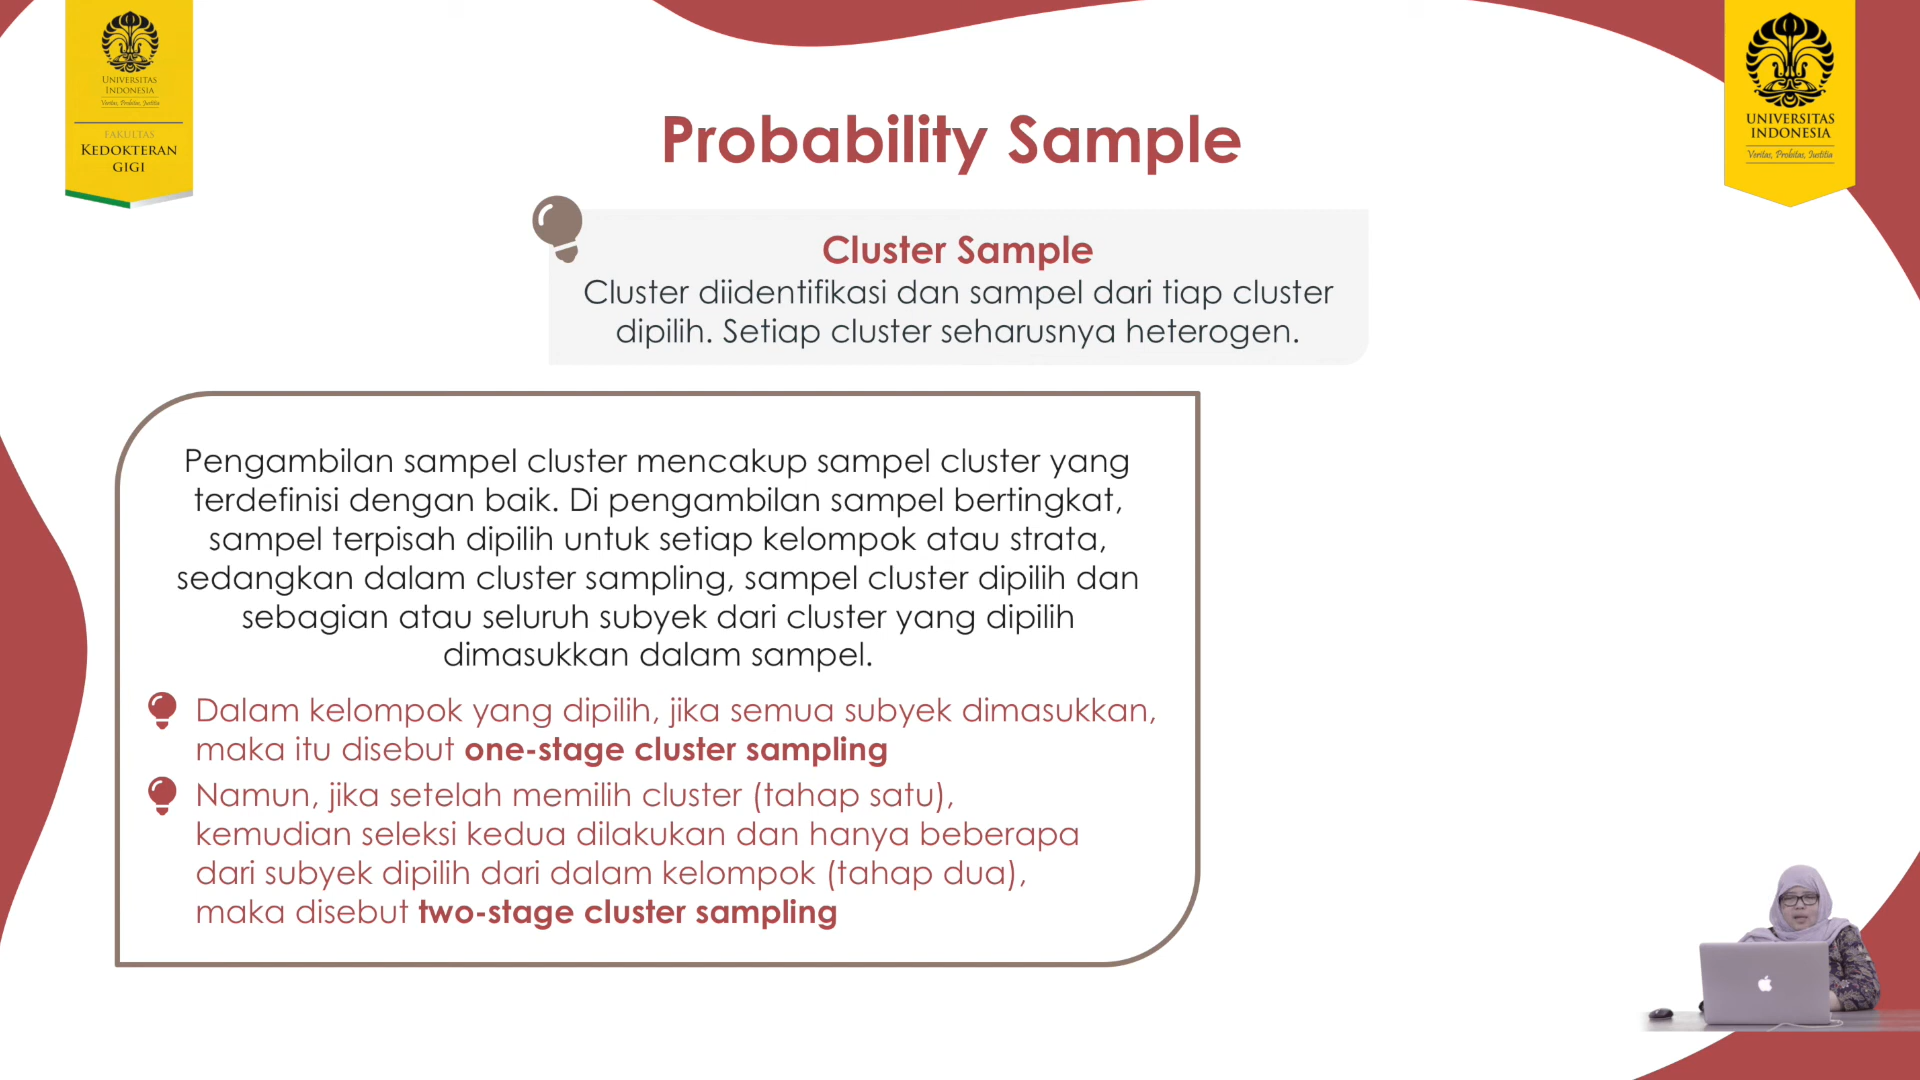 UNIVERSITAS
INDONESIA
Veritas, Probitas, Justitia
FAKULTAS
KEDOKTERAN
GIGI
UNIVERSITAS
INDONESIA
Veritas, Probitas, Justitia
Probability Sample
Cluster Sample
Cluster diidentifikasi dan sampel dari tiap cluster
dipilih. Setiap cluster seharusnya heterogen.
Pengambilan sampel cluster mencakup sampel cluster yang
terdefinisi dengan baik. Di pengambilan sampel bertingkat,
sampel terpisah dipilih untuk setiap kelompok atau strata,
sedangkan dalam cluster sampling, sampel cluster dipilih dan
sebagian atau seluruh subyek dari cluster yang dipilih
dimasukkan dalam sampel.
Dalam kelompok yang dipilih, jika semua subyek dimasukkan,
maka itu disebut one-stage cluster sampling
Namun, jika setelah memilih cluster (tahap satu),
kemudian seleksi kedua dilakukan dan hanya beberapa
dari subyek dipilih dari dalam kelompok (tahap dua),
maka disebut two-stage cluster sampling